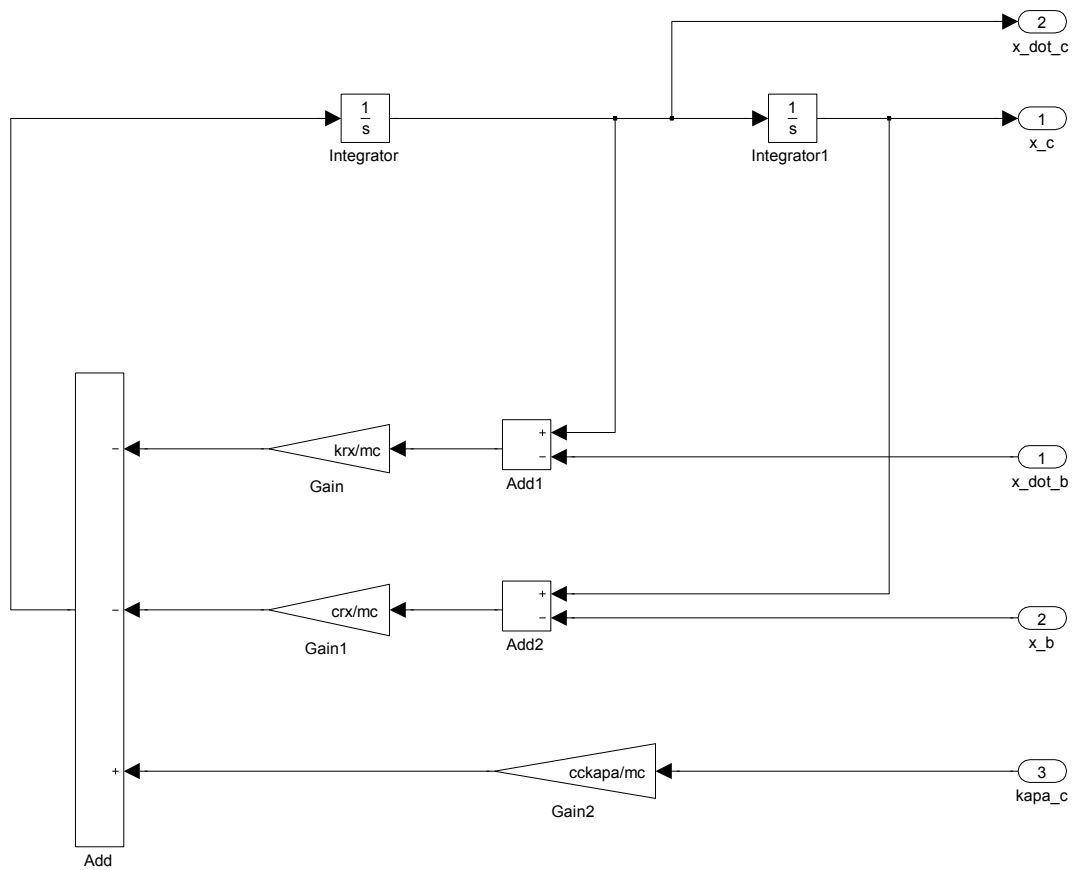 2
x_dot_c
1
s
Integrator
1
s
Integrator1
1
x_c
+
−
Add1
krx/mc
Gain
−
1
x_dot_b
+
−
Add2
crx/mc
Gain1
−
2
x_b
+
cckapa/mc
Gain2
3
kapa_c
Add